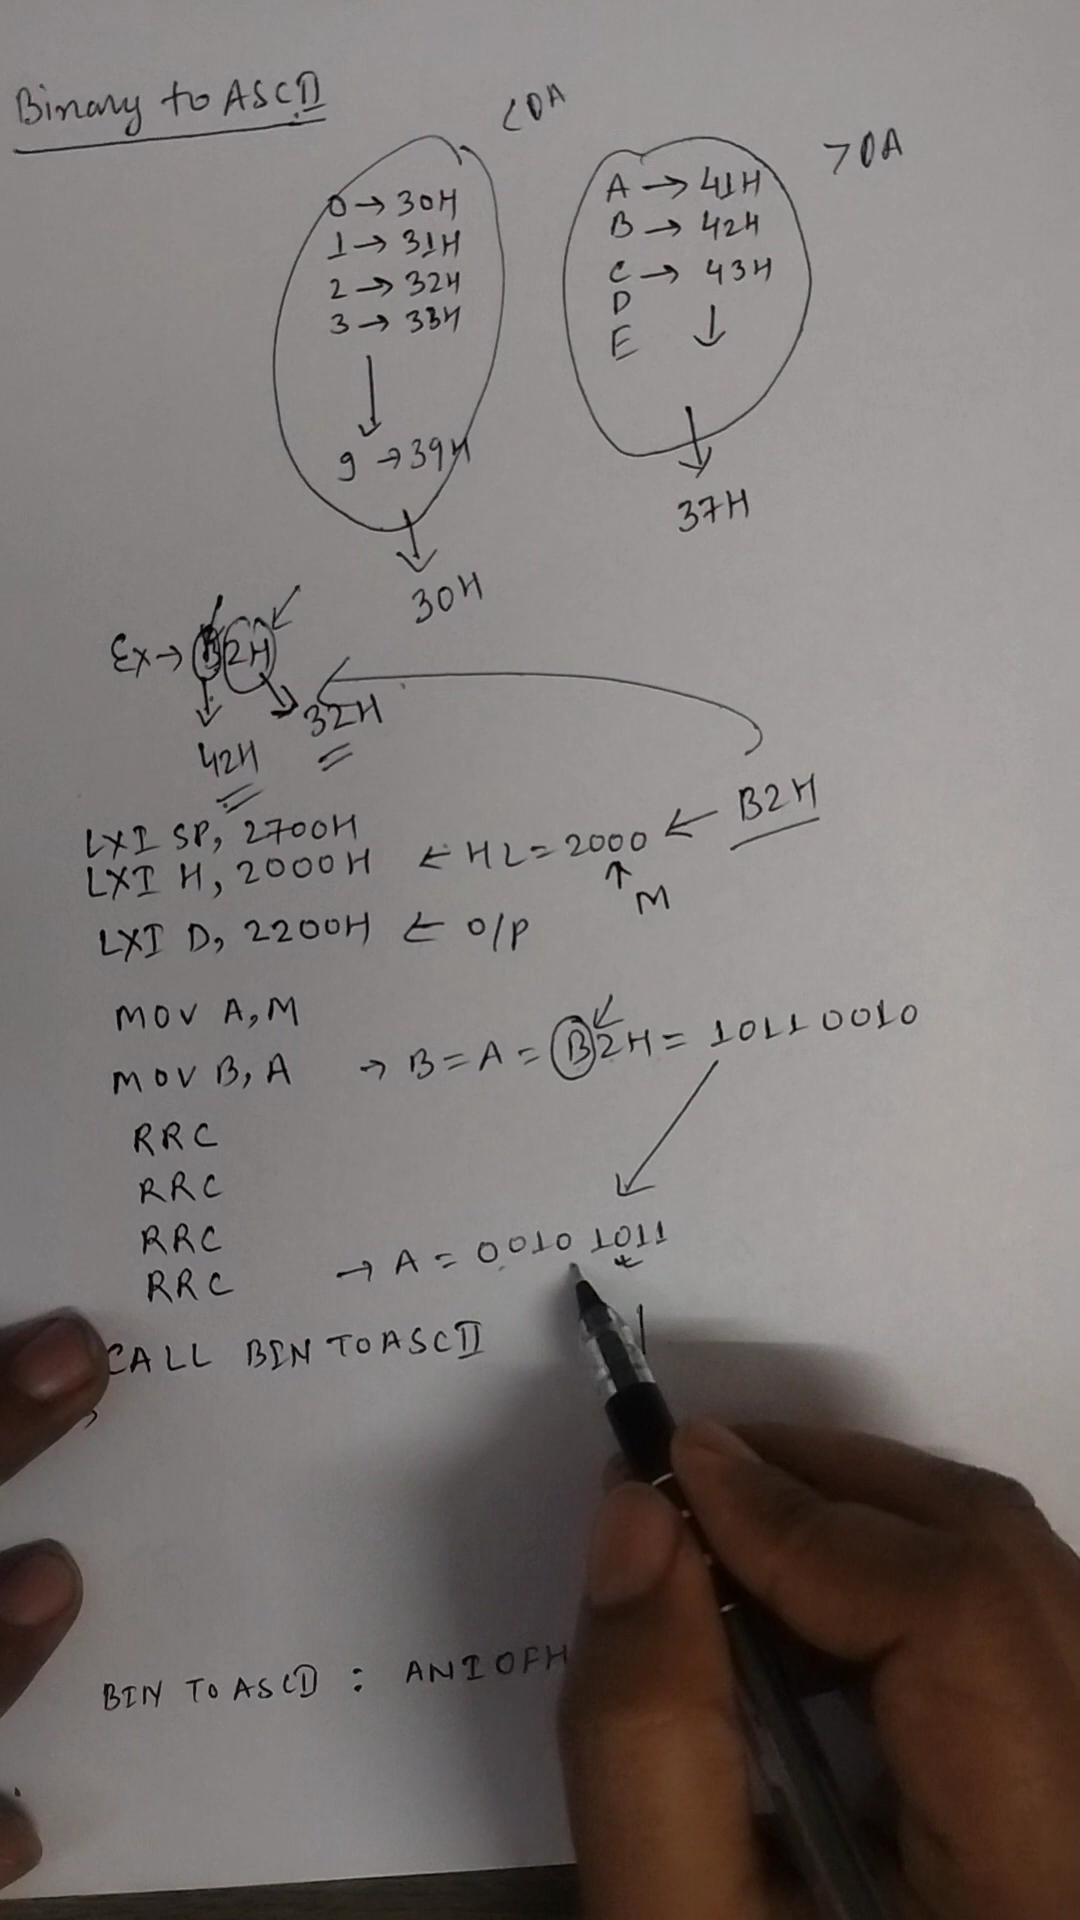 Binary to ASCII
<0A
>0A
0 → 30H
1 → 31H
2 → 32H
3 → 33H
9 → 39H
30H
A → 41H
B → 42H
C → 43H
D
E
37H
Ex → B2H
42H
32H
B2H
LXI SP, 2700H
LXI H, 2000H ← HL = 2000 ←
M
LXI D, 2200H ← O/P
MOV A, M
MOV B, A → B = A = B2H = 10110010
RRC
RRC
RRC
RRC → A = 0010 1011
CALL BIN TO ASCII
BIN TO ASCII : ANI 0FH